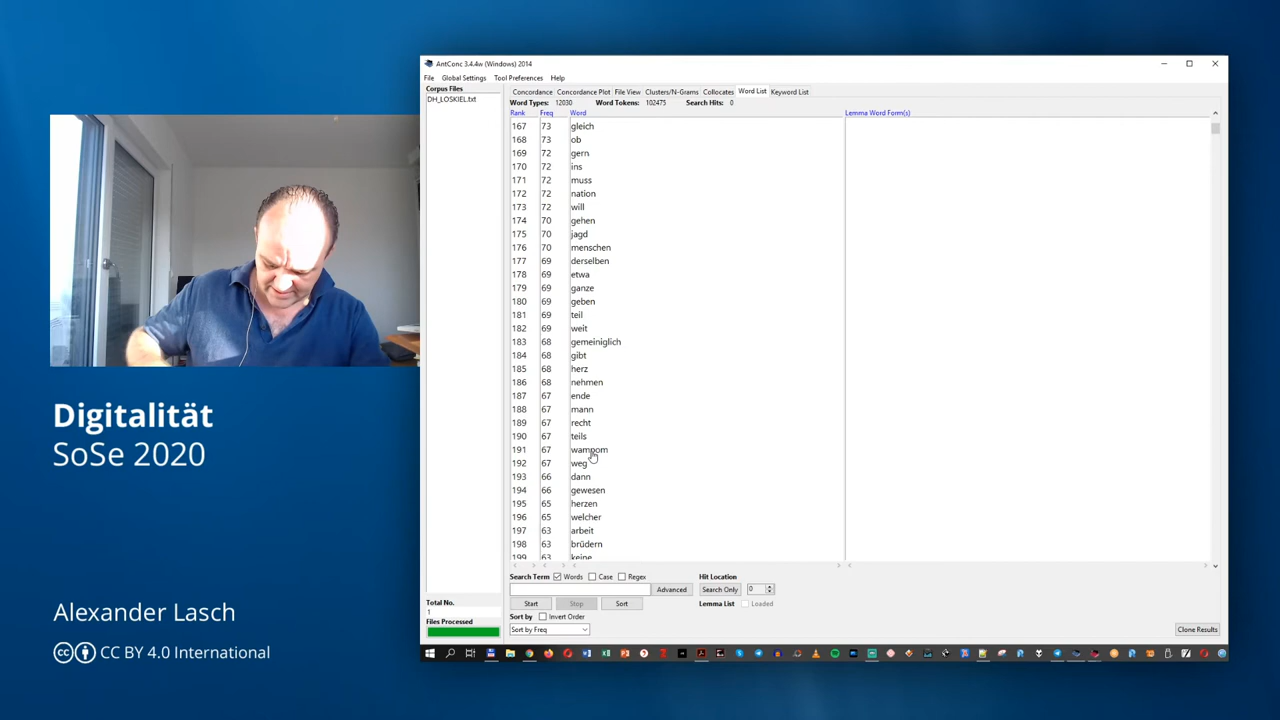 AntConc 3.4.4w (Windows) 2014
File Global Settings Tool Preferences Help
Corpus Files
DH_LOSKIEL.txt
Concordance Concordance Plot File View Clusters/N-Grams Collocates Word List Keyword List
Word Types: 12030 Word Tokens: 102475 Search Hits: 0
Rank Freq Word Lemma Word Form(s)
167 73 gleich
168 73 ob
169 72 gern
170 72 ins
171 72 muss
172 72 nation
173 72 will
174 70 gehen
175 70 jagd
176 70 menschen
177 69 derselben
178 69 etwa
179 69 ganze
180 69 geben
181 69 teil
182 69 weit
183 68 gemeiniglich
184 68 gibt
185 68 herz
186 68 nehmen
187 67 ende
188 67 mann
189 67 recht
190 67 teils
191 67 wampom
192 67 weg
193 66 dann
194 66 gewesen
195 65 herzen
196 65 welcher
197 63 arbeit
198 63 brüdern
199 63 keine
Search Term Words Case Regex Hit Location
Advanced Search Only 0
Start Stop Sort Lemma List Loaded
Sort by Invert Order
Sort by Freq Clone Results
Total No.
1
Files Processed
Digitalität
SoSe 2020
Alexander Lasch
CC BY 4.0 International